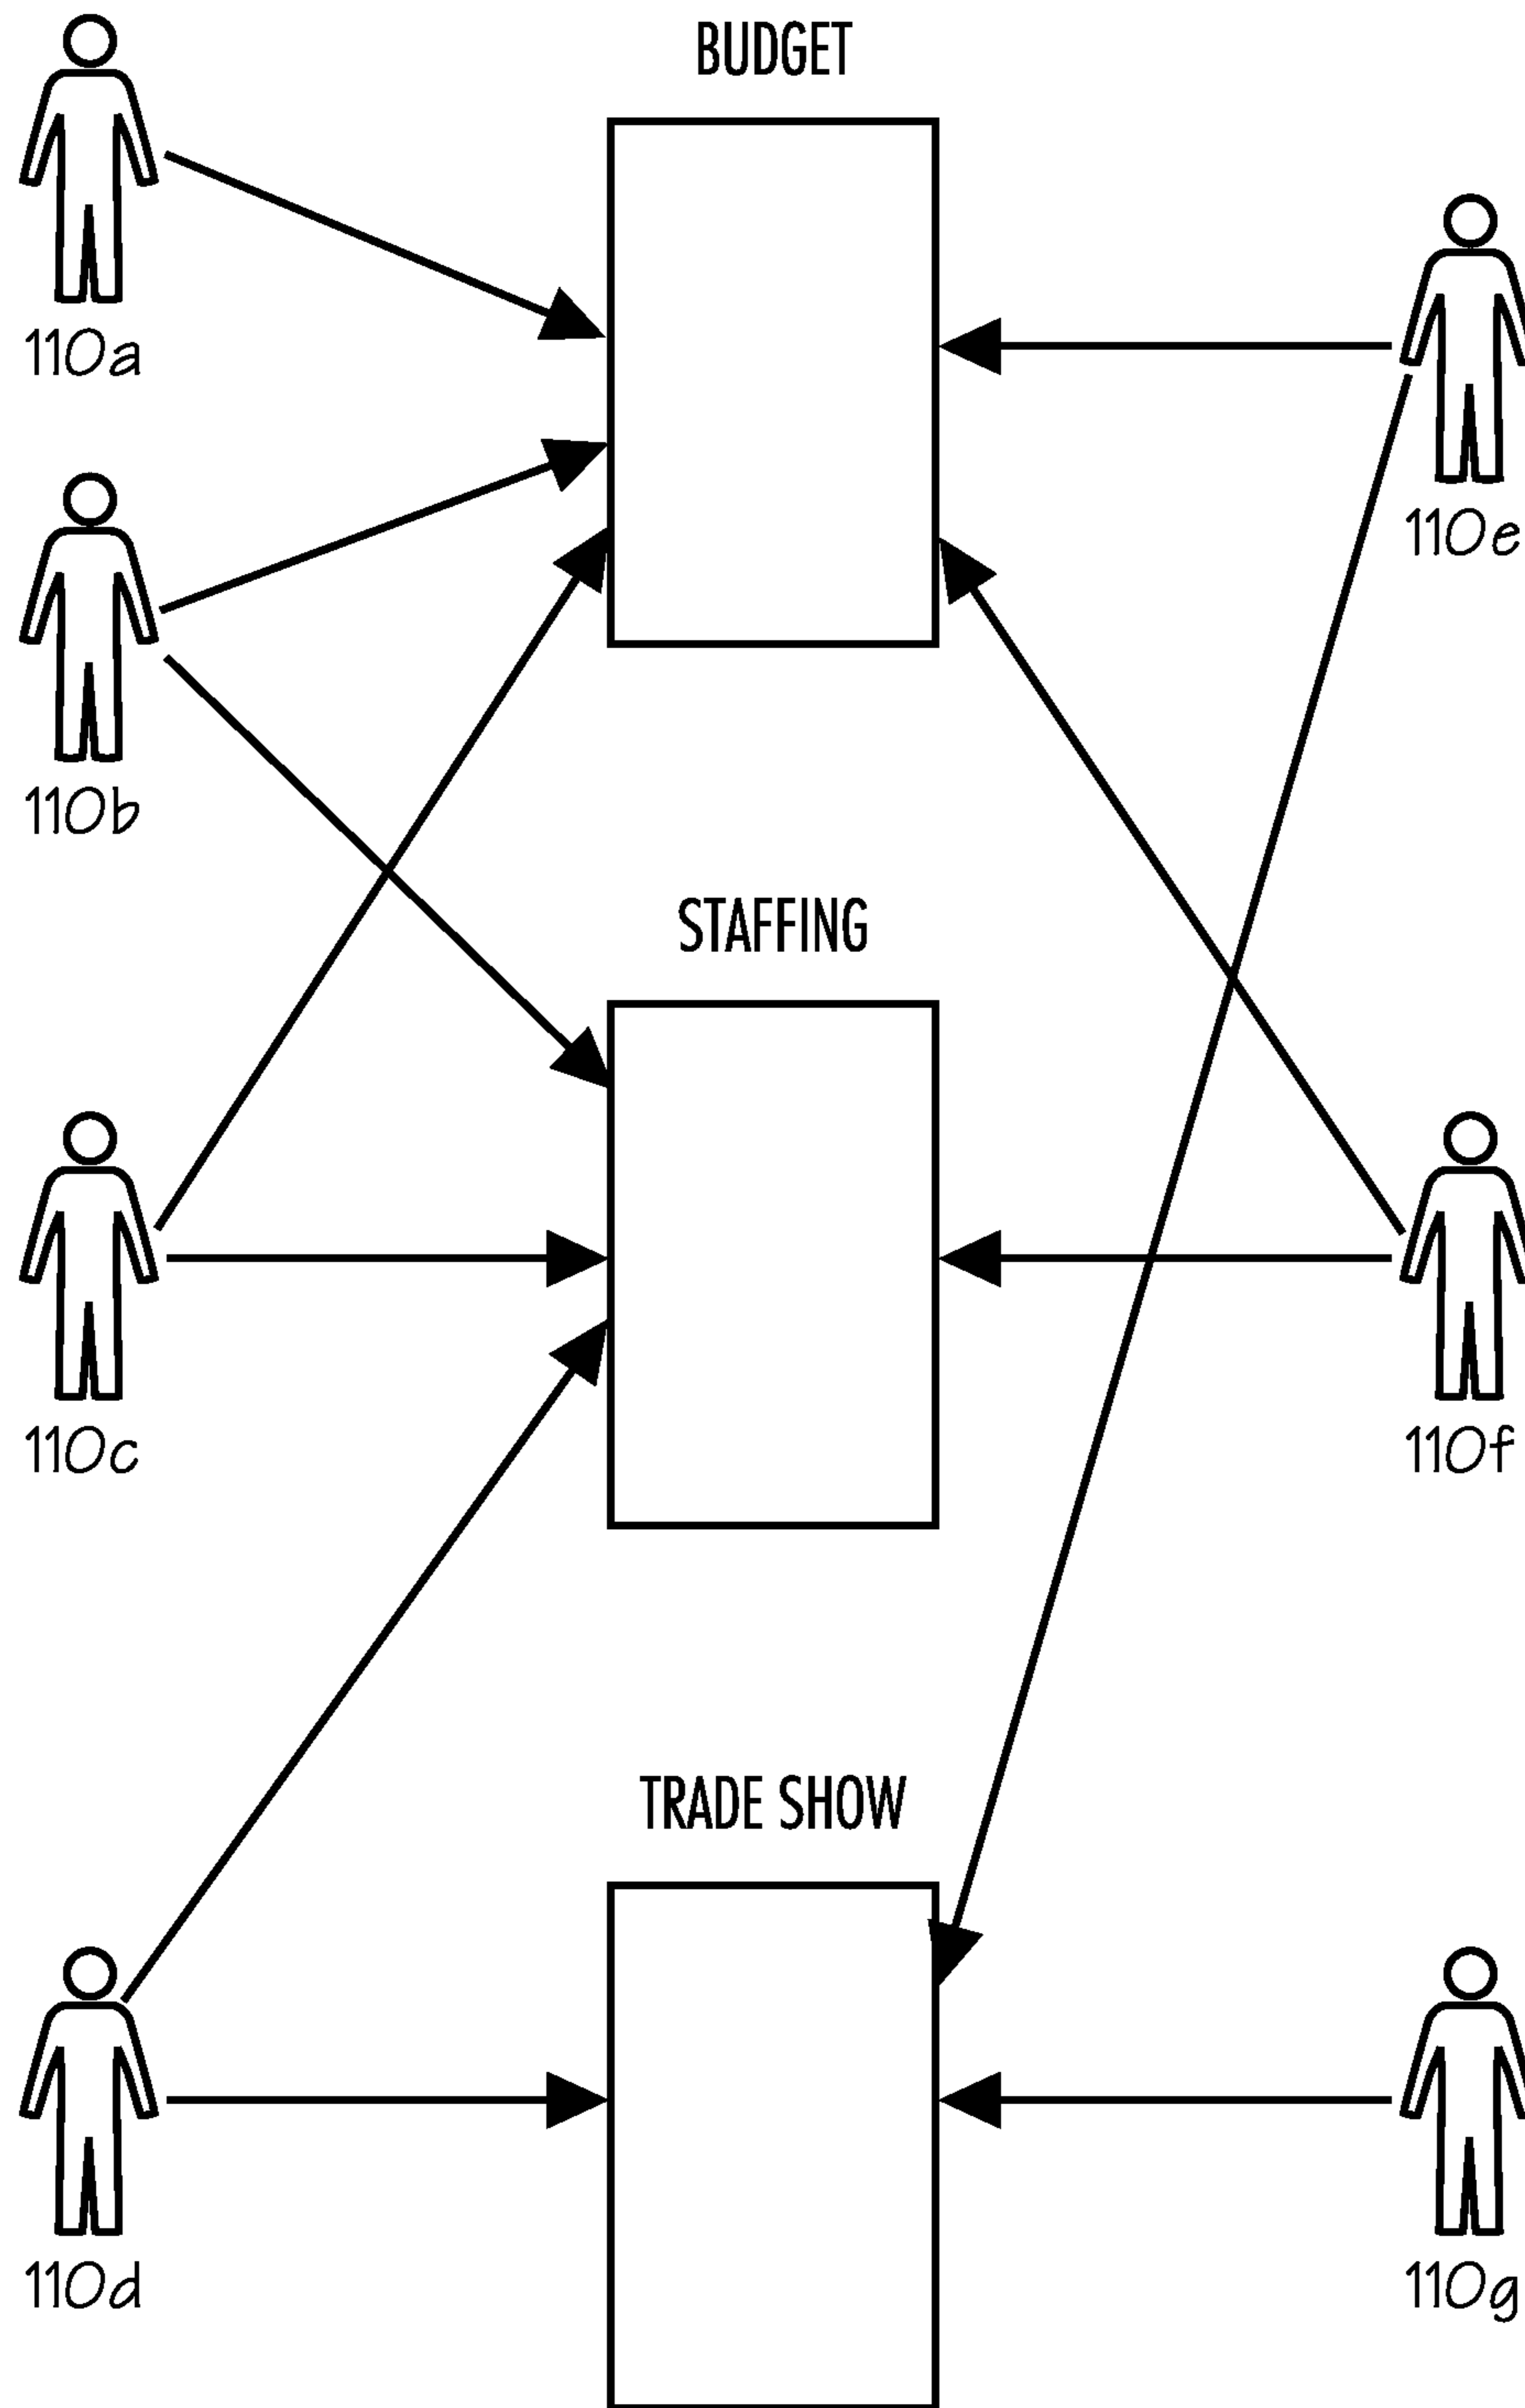 BUDGET
110a
110e
110b
STAFFING
110c
110f
TRADE SHOW
110d
110g